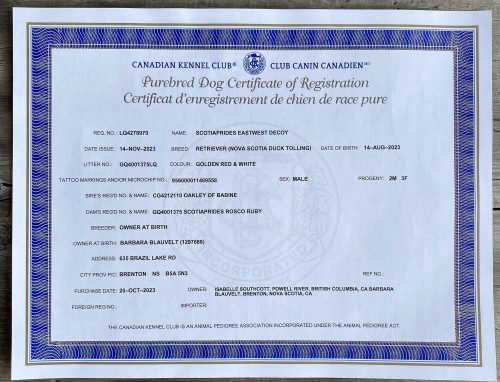 CANADIAN KENNEL CLUB® CLUB CANIN CANADIEN MD
Purebred Dog Certificate of Registration
Certificat d'enregistrement de chien de race pure
REG. NO.: LQ4278970 NAME: SCOTIAPRIDES EASTWEST DECOY
DATE ISSUE: 14-NOV-2023 BREED: RETRIEVER (NOVA SCOTIA DUCK TOLLING) DATE OF BIRTH: 14-AUG-2023
LITTER NO.: GQ4001375LQ COLOUR: GOLDEN RED & WHITE
TATTOO MARKINGS AND/OR MICROCHIP NO.: 956000011489558 SEX: MALE PROGENY: 2M 3F
SIRE'S REG'D NO. & NAME: CG4212110 OAKLEY OF BABINE
DAM'S REG'D NO. & NAME: GQ4001375 SCOTIAPRIDES ROSCO RUBY
BREEDER: OWNER AT BIRTH
OWNER AT BIRTH: BARBARA BLAUVELT (1297688)
ADDRESS: 635 BRAZIL LAKE RD
CITY PROV P/C: BRENTON NS B5A 5N3 REF NO.:
PURCHASE DATE: 20-OCT-2023 OWNER: ISABELLE SOUTHCOTT, POWELL RIVER, BRITISH COLUMBIA, CA BARBARA
BLAUVELT, BRENTON, NOVA SCOTIA, CA
FOREIGN REG NO.: IMPORTER:
THE CANADIAN KENNEL CLUB IS AN ANIMAL PEDIGREE ASSOCIATION INCORPORATED UNDER THE ANIMAL PEDIGREE ACT.